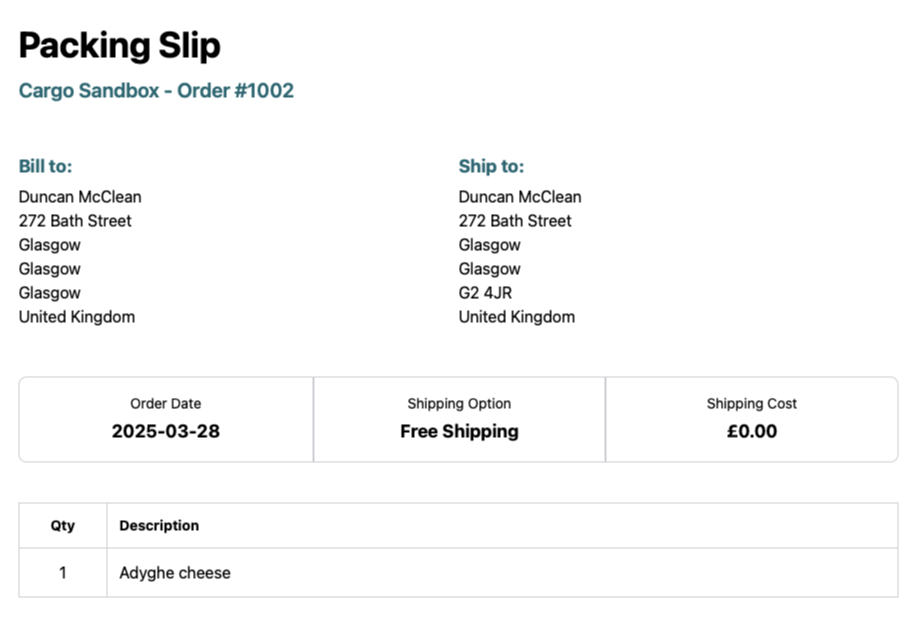 Packing Slip
Cargo Sandbox - Order #1002
Bill to:
Duncan McClean
272 Bath Street
Glasgow
Glasgow
Glasgow
United Kingdom
Ship to:
Duncan McClean
272 Bath Street
Glasgow
Glasgow
G2 4JR
United Kingdom
Order Date
2025-03-28
Shipping Option
Free Shipping
Shipping Cost
£0.00
Qty Description
1 Adyghe cheese